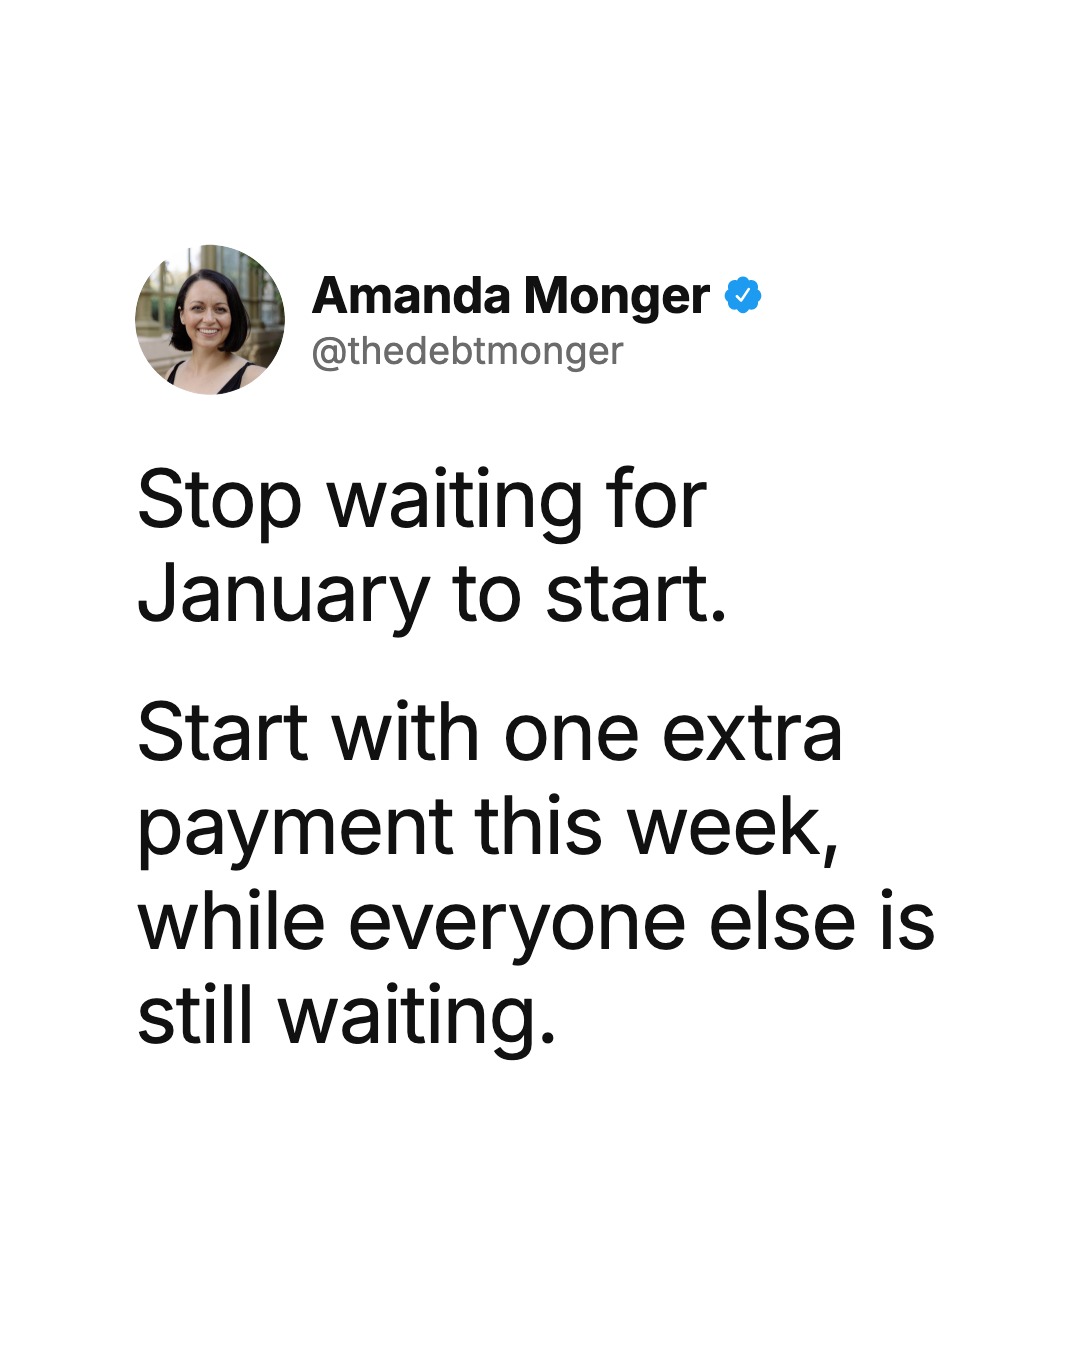 Amanda Monger
@thedebtmonger
Stop waiting for
January to start.
Start with one extra
payment this week,
while everyone else is
still waiting.